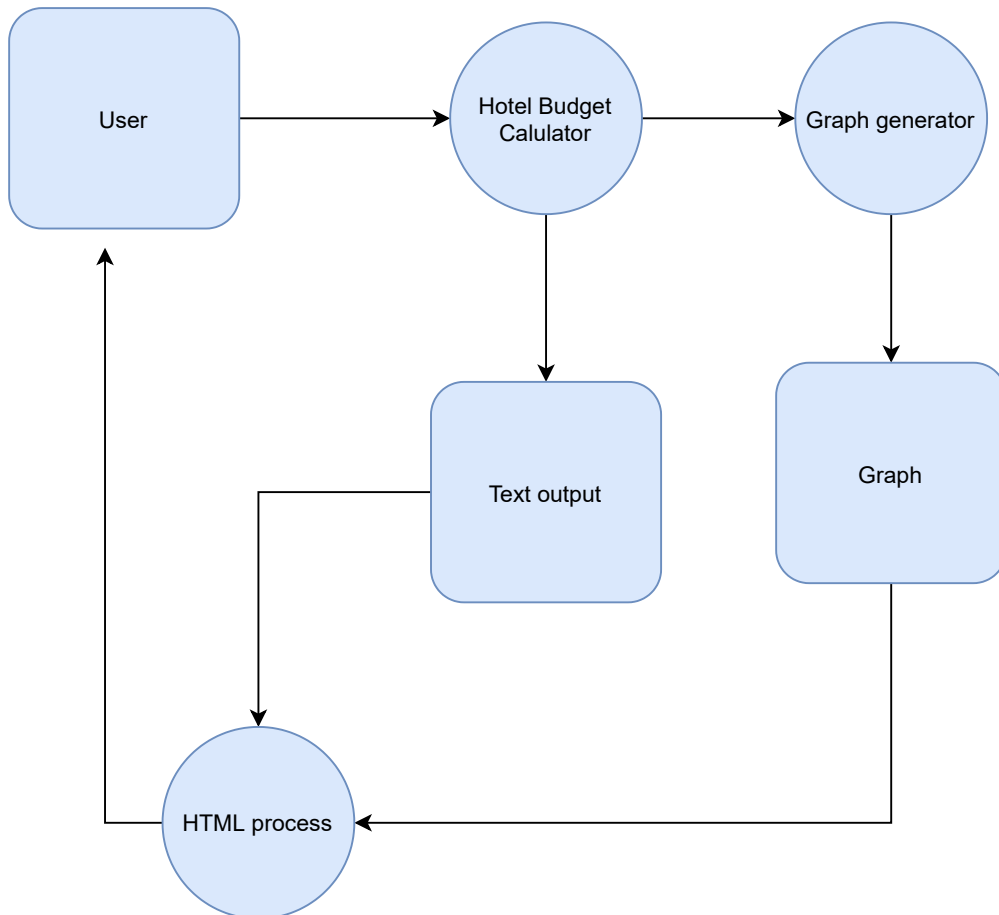 User
Hotel Budget
Calulator
Graph generator
Text output
Graph
HTML process